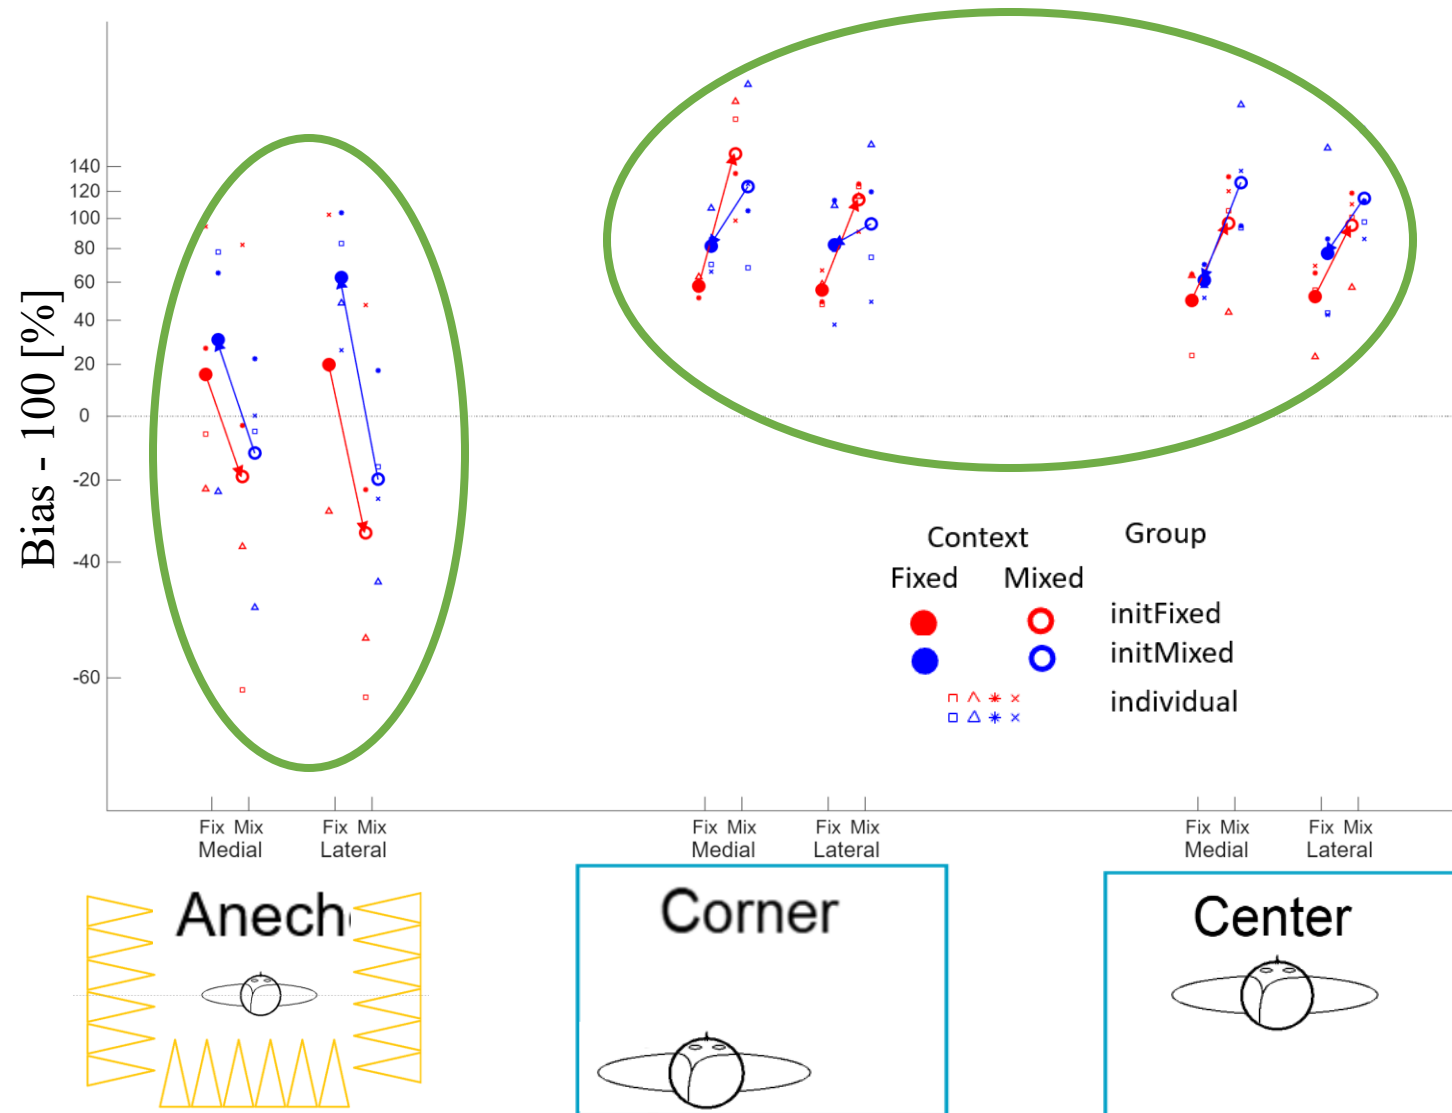 140
120
100
80
60
40
20
0
-20
-40
-60
Bias - 100 [%]
Context Group
Fixed Mixed
initFixed
initMixed
individual
Fix Mix Fix Mix Fix Mix Fix Mix Fix Mix Fix Mix
Medial Lateral Medial Lateral Medial Lateral
Anech
Corner
Center